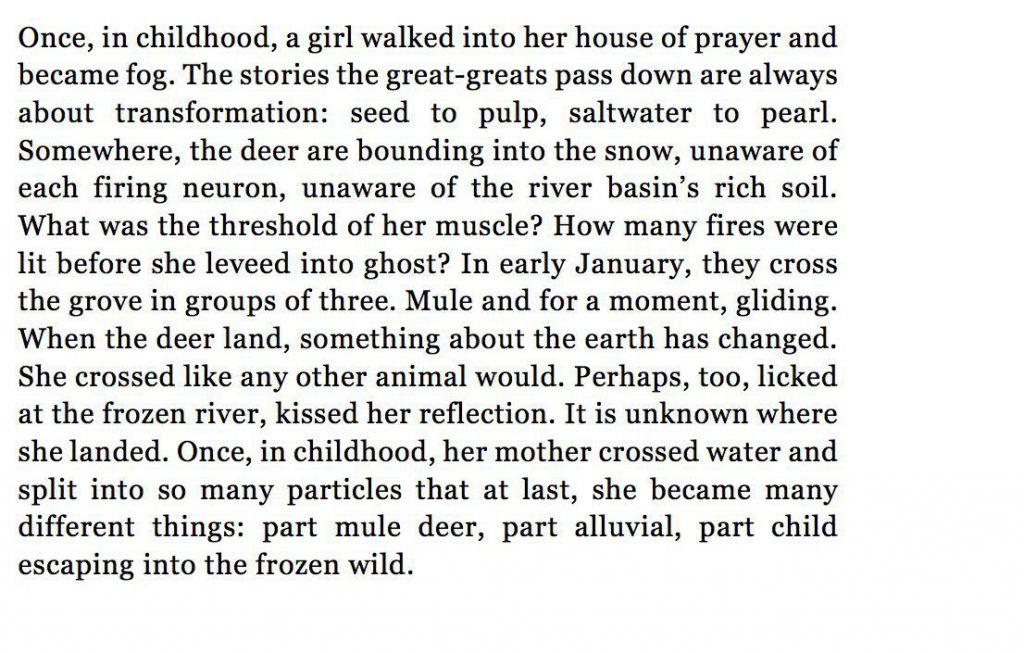 Once, in childhood, a girl walked into her house of prayer and
became fog. The stories the great-greats pass down are always
about transformation: seed to pulp, saltwater to pearl.
Somewhere, the deer are bounding into the snow, unaware of
each firing neuron, unaware of the river basin’s rich soil.
What was the threshold of her muscle? How many fires were
lit before she leveed into ghost? In early January, they cross
the grove in groups of three. Mule and for a moment, gliding.
When the deer land, something about the earth has changed.
She crossed like any other animal would. Perhaps, too, licked
at the frozen river, kissed her reflection. It is unknown where
she landed. Once, in childhood, her mother crossed water and
split into so many particles that at last, she became many
different things: part mule deer, part alluvial, part child
escaping into the frozen wild.